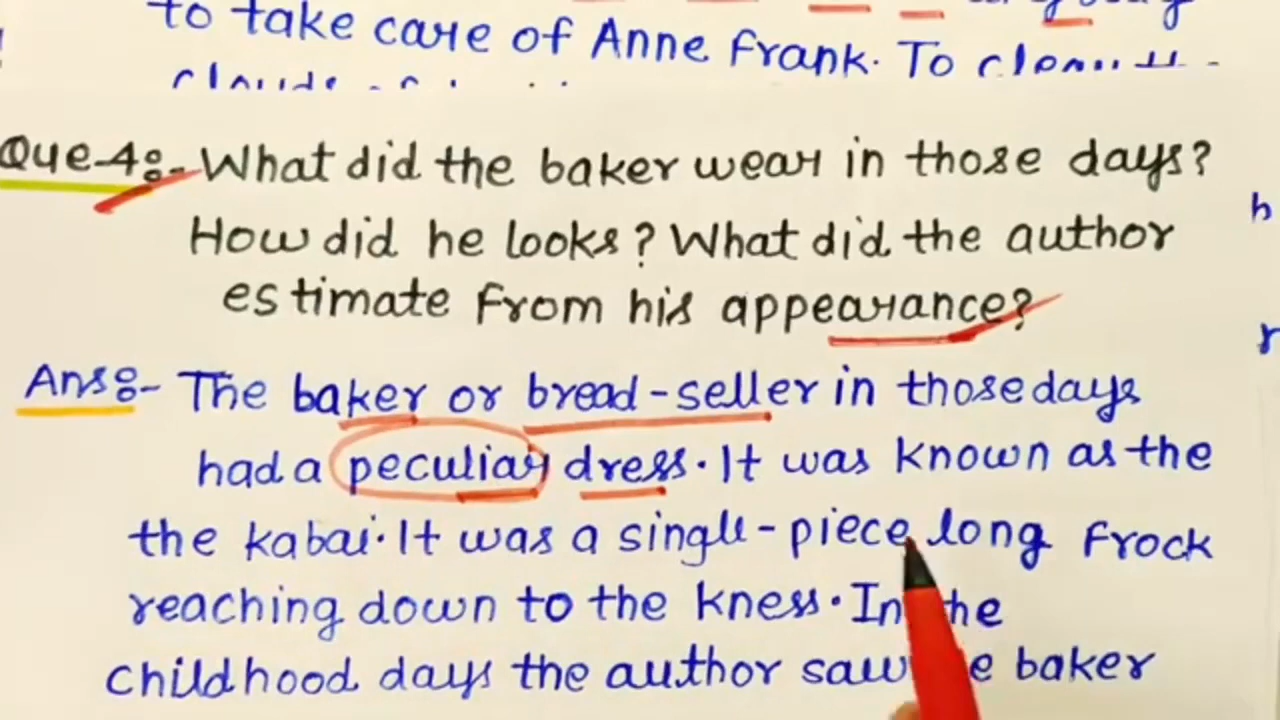 to take care of Anne Frank. To
Que-4:- What did the baker wear in those days?
How did he looks? What did the author
estimate from his appearance?
Ans:- The baker or bread-seller in those days
had a peculiar dress. It was known as the
the kabai. It was a single-piece long frock
reaching down to the kness. In the
childhood days the author saw baker